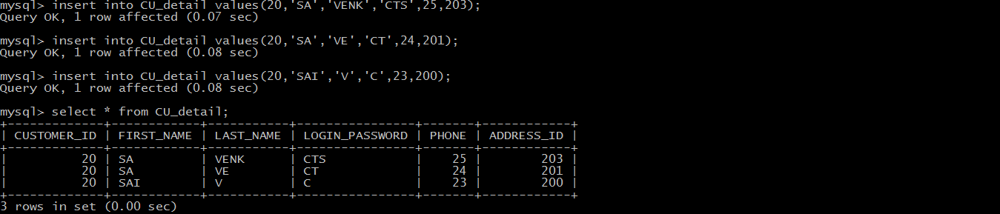 mysql> insert into CU_detail values(20,'SA','VENK','CTS',25,203);
Query OK, 1 row affected (0.07 sec)
mysql> insert into CU_detail values(20,'SA','VE','CT',24,201);
Query OK, 1 row affected (0.08 sec)
mysql> insert into CU_detail values(20,'SAI','V','C',23,200);
Query OK, 1 row affected (0.08 sec)
mysql> select * from CU_detail;
+-------------+------------+-----------+----------------+-------+------------+
| CUSTOMER_ID | FIRST_NAME | LAST_NAME | LOGIN_PASSWORD | PHONE | ADDRESS_ID |
+-------------+------------+-----------+----------------+-------+------------+
|          20 | SA         | VENK      | CTS            |    25 |        203 |
|          20 | SA         | VE        | CT             |    24 |        201 |
|          20 | SAI        | V         | C              |    23 |        200 |
+-------------+------------+-----------+----------------+-------+------------+
3 rows in set (0.00 sec)